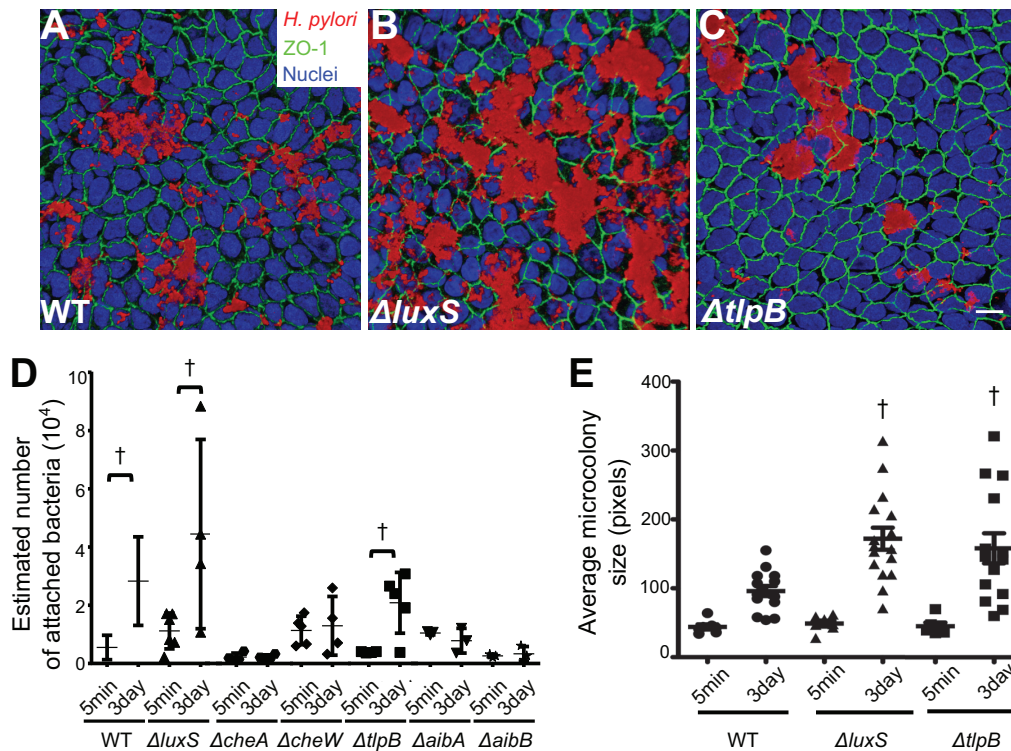 A
H. pylori
ZO-1
Nuclei
WT
B
ΔluxS
C
ΔtlpB
D
Estimated number
of attached bacteria (10⁴)
10
8
6
4
2
0
†
†
†
5min 3day 5min 3day 5min 3day 5min 3day 5min 3day. 5min 3day 5min 3day
WT ΔluxS ΔcheA ΔcheW ΔtlpB ΔaibA ΔaibB
E
Average microcolony
size (pixels)
400
300
200
100
0
†
†
5min 3day 5min 3day 5min 3day
WT ΔluxS ΔtlpB